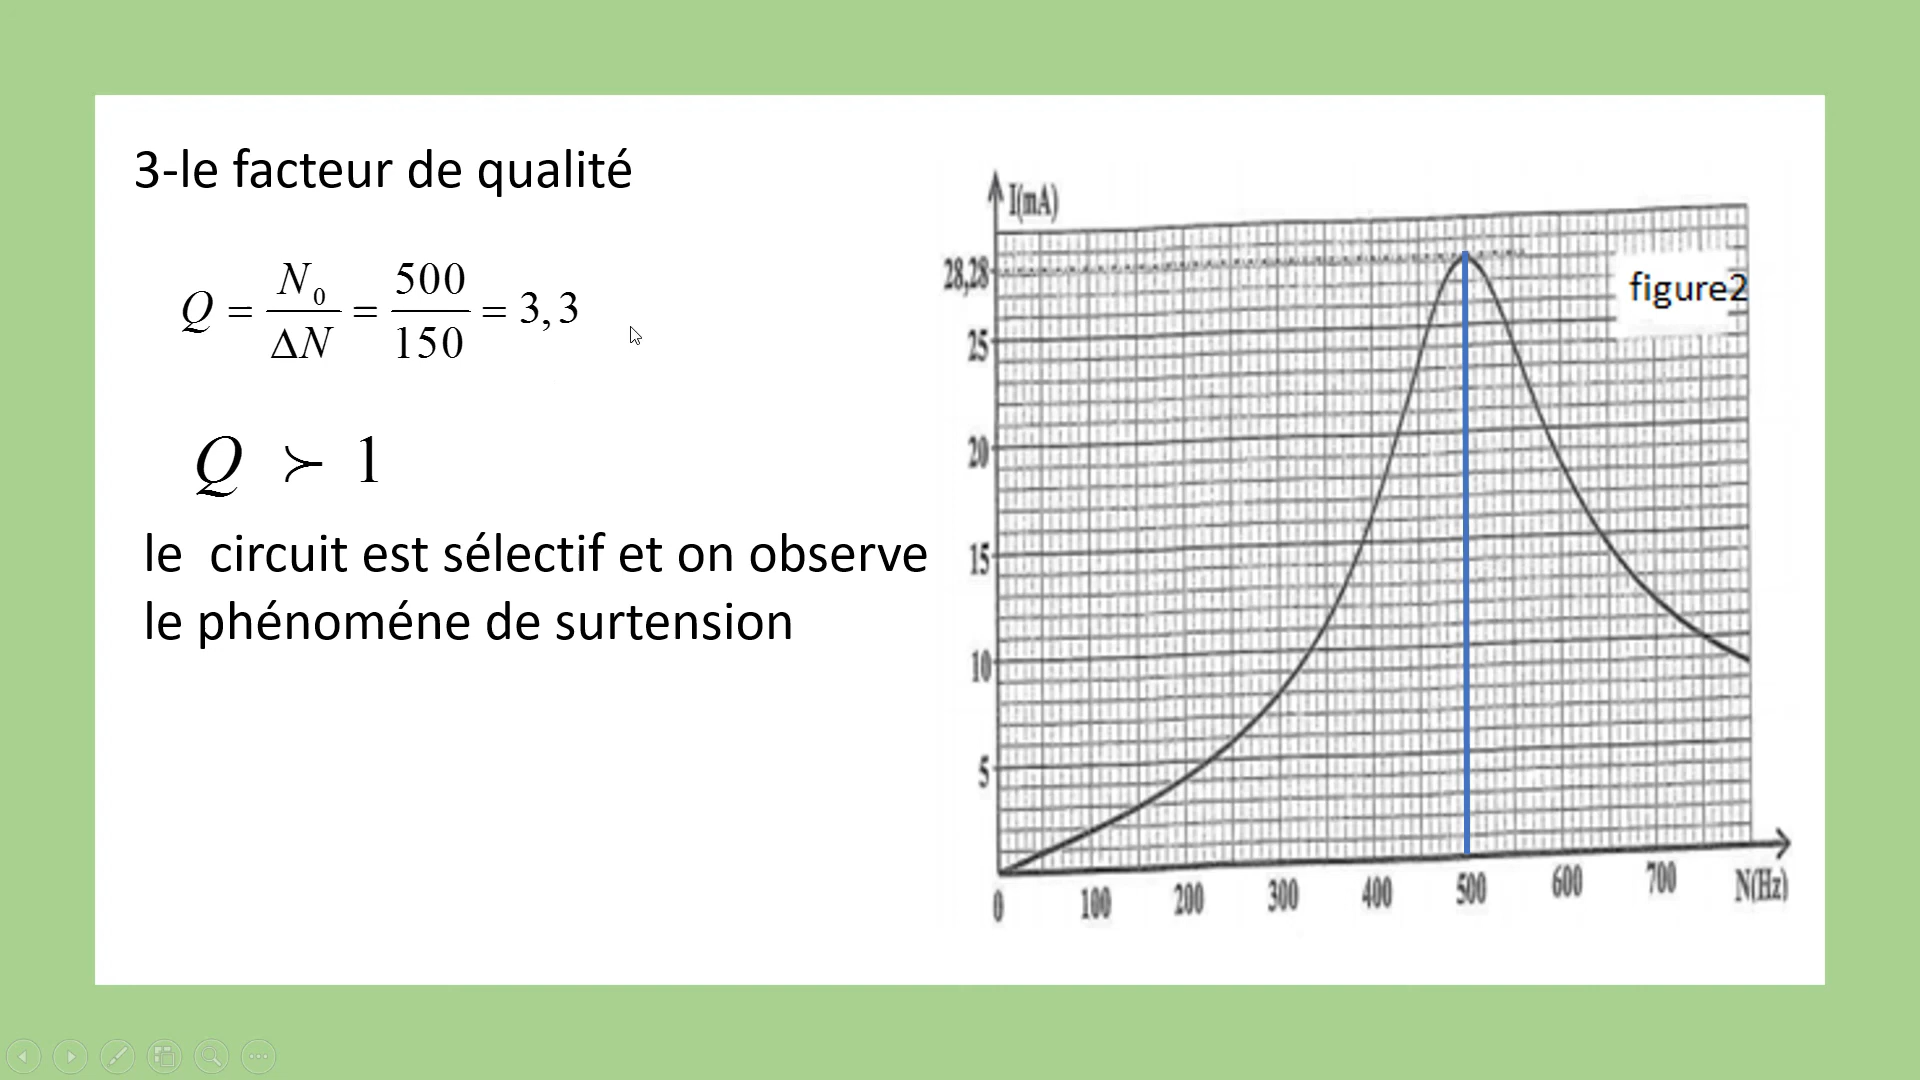 3-le facteur de qualité
Q = N₀/ΔN = 500/150 = 3,3
Q ≻ 1
le circuit est sélectif et on observe
le phénoméne de surtension
I(mA)
28,28
figure2
25
20
15
10
5
0 100 200 300 400 500 600 700 N(Hz)